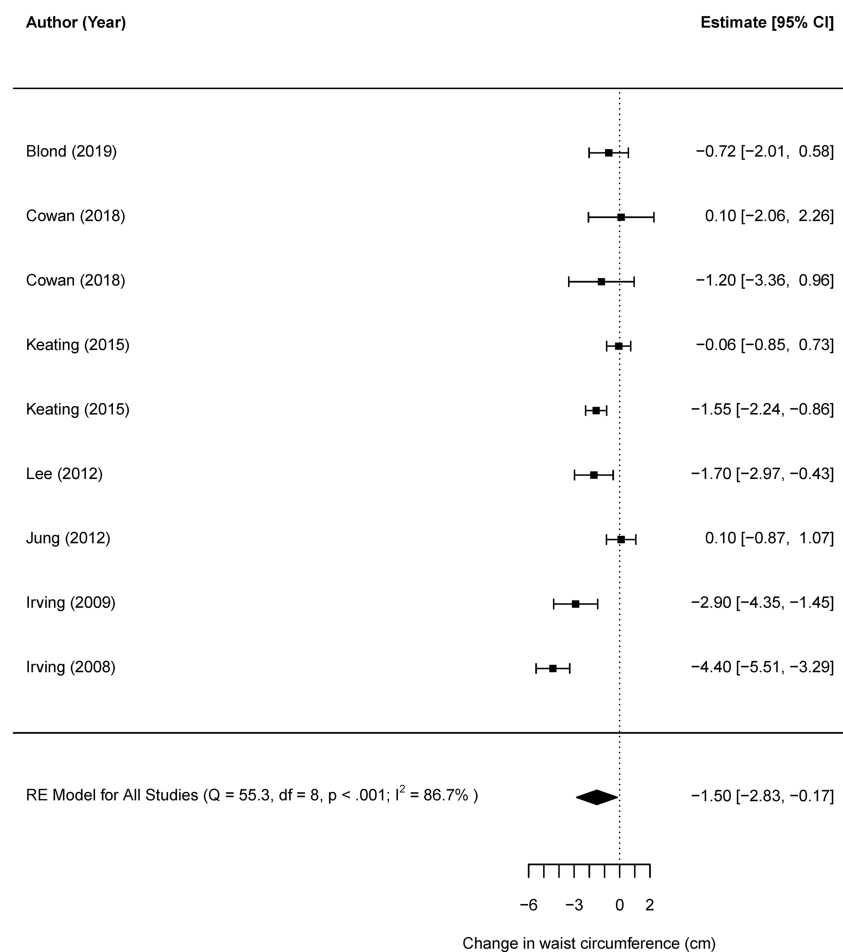 Author (Year) Estimate [95% CI]
Blond (2019) −0.72 [−2.01, 0.58]
Cowan (2018) 0.10 [−2.06, 2.26]
Cowan (2018) −1.20 [−3.36, 0.96]
Keating (2015) −0.06 [−0.85, 0.73]
Keating (2015) −1.55 [−2.24, −0.86]
Lee (2012) −1.70 [−2.97, −0.43]
Jung (2012) 0.10 [−0.87, 1.07]
Irving (2009) −2.90 [−4.35, −1.45]
Irving (2008) −4.40 [−5.51, −3.29]
RE Model for All Studies (Q = 55.3, df = 8, p < .001; I² = 86.7% ) −1.50 [−2.83, −0.17]
−6 −3 0 2
Change in waist circumference (cm)